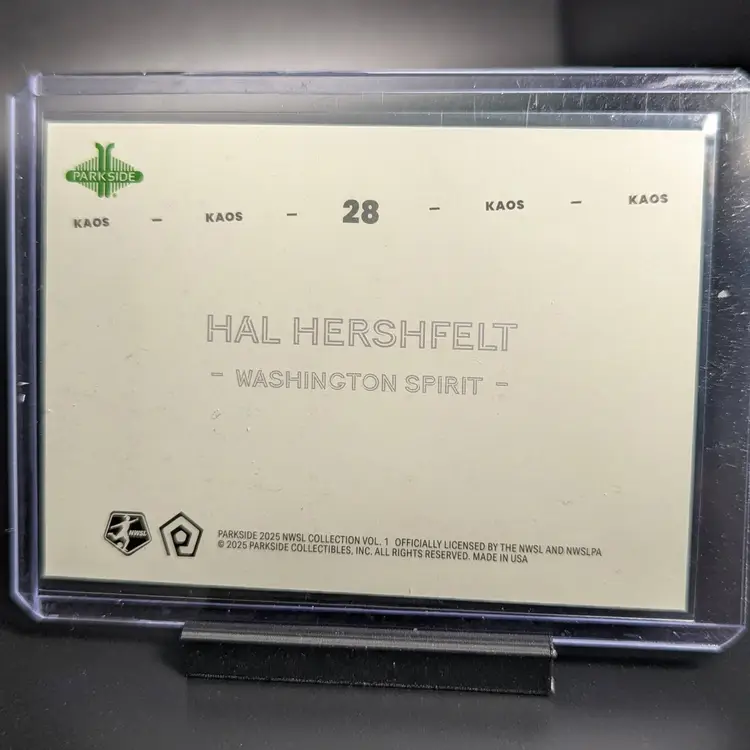 PARKSIDE
KAOS - KAOS - 28 - KAOS - KAOS
HAL HERSHFELT
- WASHINGTON SPIRIT -
NWSL
PARKSIDE 2025 NWSL COLLECTION VOL. 1 OFFICIALLY LICENSED BY THE NWSL AND NWSLPA
© 2025 PARKSIDE COLLECTIBLES, INC. ALL RIGHTS RESERVED. MADE IN USA